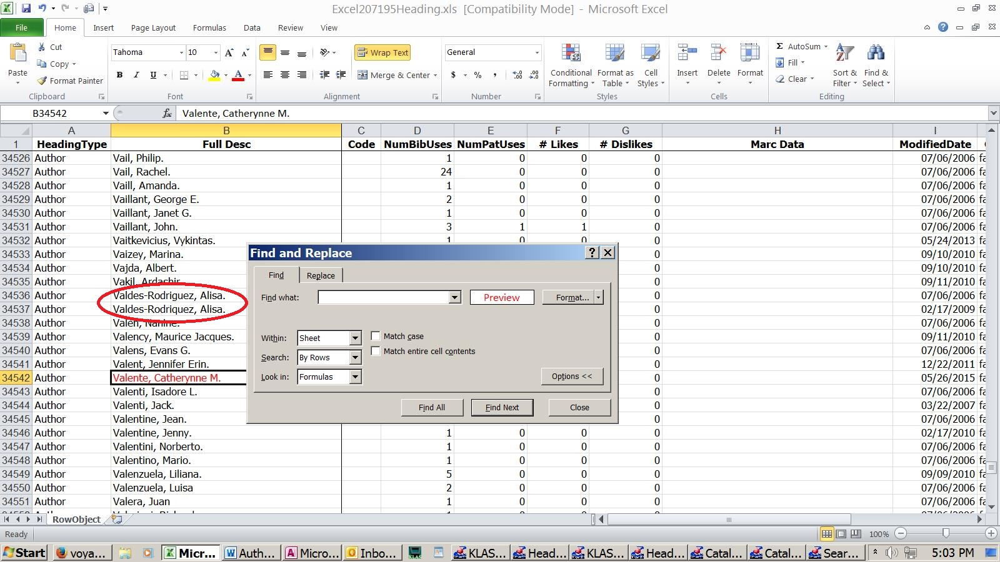 Excel207195Heading.xls [Compatibility Mode] - Microsoft Excel
File Home Insert Page Layout Formulas Data Review View
Paste Cut Copy Format Painter Clipboard
Tahoma 10 B I U A Font
Wrap Text Merge & Center Alignment
General $ % , Number
Conditional Formatting Format as Table Cell Styles Styles
Insert Delete Format Cells
AutoSum Fill Clear Sort & Filter Find & Select Editing
B34542 fx Valente, Catherynne M.
A B C D E F G H I
1 HeadingType Full Desc Code NumBibUses NumPatUses # Likes # Dislikes Marc Data ModifiedDate
34526 Author Vail, Philip. 1 0 0 0 07/06/2006 fa
34527 Author Vail, Rachel. 24 0 0 0 07/06/2006 fa
34528 Author Vaill, Amanda. 1 0 0 0 07/06/2006 fa
34529 Author Vaillant, George E. 2 0 0 0 07/06/2006 fa
34530 Author Vaillant, Janet G. 1 0 0 0 07/06/2006 fa
34531 Author Vaillant, John. 3 1 1 0 07/06/2006 fa
34532 Author Vaitkevicius, Vykintas. 1 0 0 0 05/24/2013 fa
34533 Author Vaizey, Marina. 0 09/10/2010 fa
34534 Author Vajda, Albert. 0 09/10/2010 fa
34535 Author Vakil, Ardashir. 0 09/11/2010 fa
34536 Author Valdes-Rodriguez, Alisa. 0 07/06/2006 fa
34537 Author Valdes-Rodriquez, Alisa. 0 02/17/2009 fa
34538 Author Valen, Nanine. 0 07/06/2006 fa
34539 Author Valency, Maurice Jacques. 0 09/11/2010 fa
34540 Author Valens, Evans G. 0 07/06/2006 fa
34541 Author Valent, Jennifer Erin. 0 12/22/2011 fa
34542 Author Valente, Catherynne M. 0 05/26/2015 fa
34543 Author Valenti, Isadore L. 0 07/06/2006 fa
34544 Author Valenti, Jack. 0 03/22/2007 fa
34545 Author Valentine, Jean. 0 07/06/2006 fa
34546 Author Valentine, Jenny. 1 0 0 0 02/17/2010 fa
34547 Author Valentini, Norberto. 1 0 0 0 07/06/2006 fa
34548 Author Valentino, Mario. 1 0 0 0 07/06/2006 fa
34549 Author Valenzuela, Liliana. 5 0 0 0 09/09/2010 fa
34550 Author Valenzuela, Luisa 2 0 0 0 07/06/2006 fa
34551 Author Valera, Juan 1 0 0 0 07/06/2006 fa
Find and Replace ?
Find Replace
Find what: Preview Format...
Within: Sheet Match case
Search: By Rows Match entire cell contents
Look in: Formulas Options <<
Find All Find Next Close
RowObject
Ready 100%
Start voya... Micr... Auth... Micro... Inbo... KLAS KLAS... Head... KLAS... Head... Catal... Catal... Sear... 5:03 PM